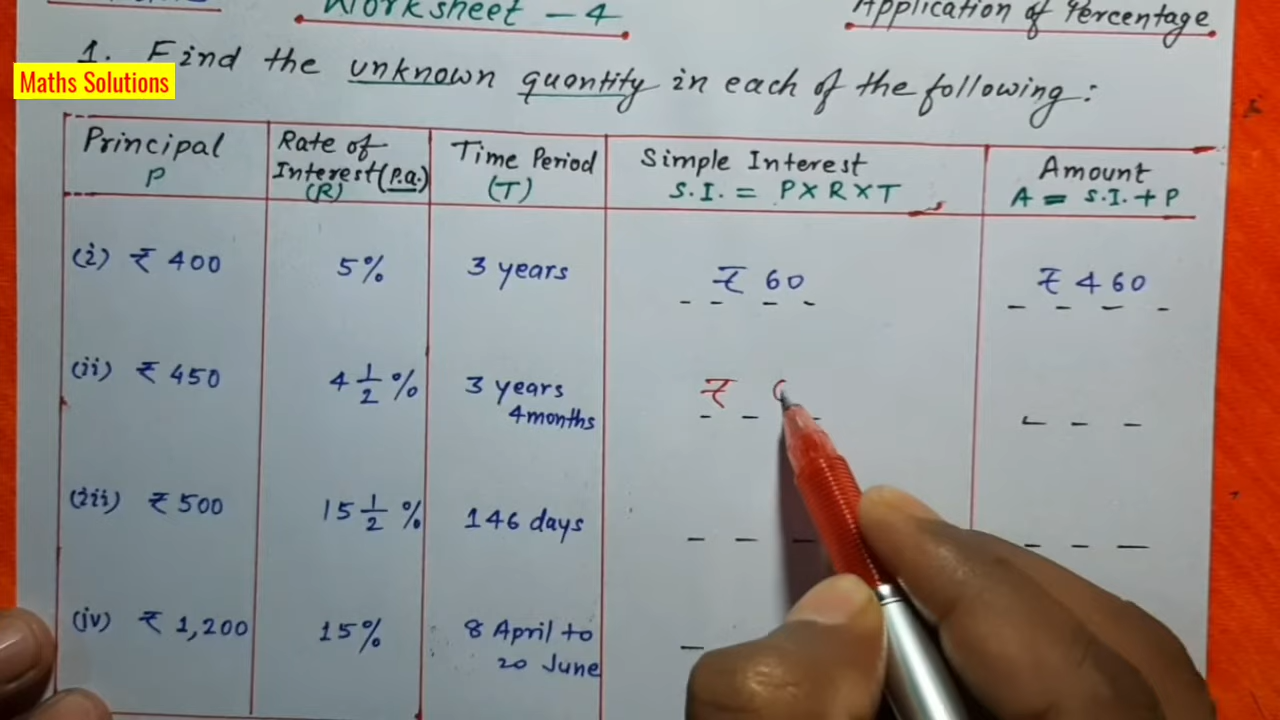 Worksheet - 4
Application of Percentage
1. Find the unknown quantity in each of the following:
Maths Solutions
Principal P
Rate of Interest (p.a.) (R)
Time Period (T)
Simple Interest S.I. = P×R×T
Amount A = S.I. + P
(i) ₹ 400 5% 3 years ₹ 60 ₹ 460
(ii) ₹ 450 4 1/2 % 3 years 4 months ₹
(iii) ₹ 500 15 1/2 % 146 days
(iv) ₹ 1,200 15% 8 April to 20 June